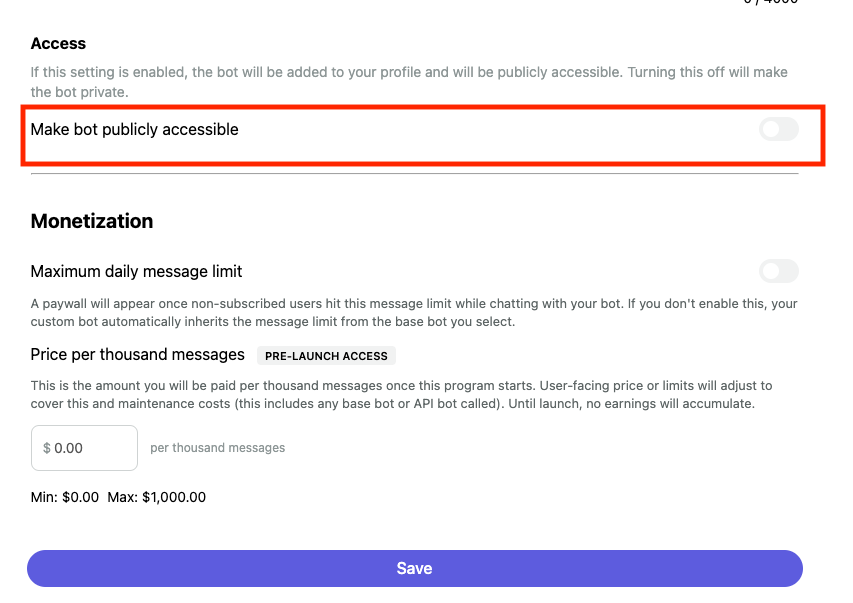 Access
If this setting is enabled, the bot will be added to your profile and will be publicly accessible. Turning this off will make
the bot private.
Make bot publicly accessible
Monetization
Maximum daily message limit
A paywall will appear once non-subscribed users hit this message limit while chatting with your bot. If you don't enable this, your
custom bot automatically inherits the message limit from the base bot you select.
Price per thousand messages PRE-LAUNCH ACCESS
This is the amount you will be paid per thousand messages once this program starts. User-facing price or limits will adjust to
cover this and maintenance costs (this includes any base bot or API bot called). Until launch, no earnings will accumulate.
$ 0.00 per thousand messages
Min: $0.00 Max: $1,000.00
Save